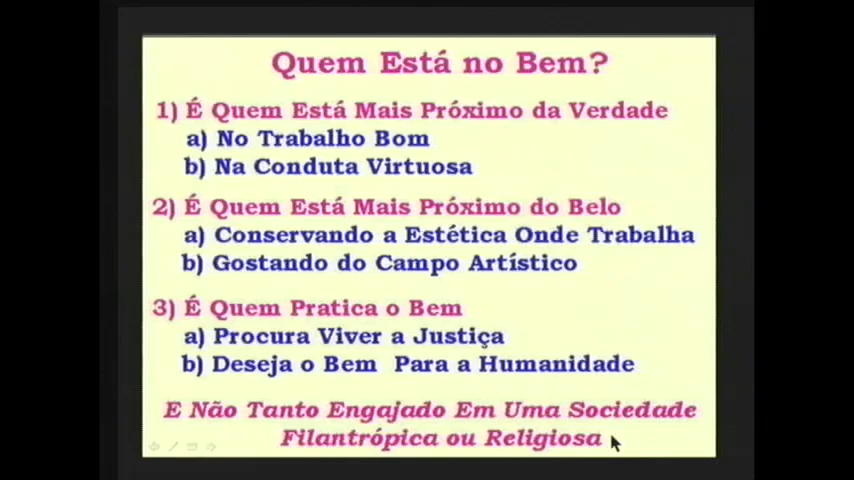 Quem Está no Bem?
1) É Quem Está Mais Próximo da Verdade
a) No Trabalho Bom
b) Na Conduta Virtuosa
2) É Quem Está Mais Próximo do Belo
a) Conservando a Estética Onde Trabalha
b) Gostando do Campo Artístico
3) É Quem Pratica o Bem
a) Procura Viver a Justiça
b) Deseja o Bem Para a Humanidade
E Não Tanto Engajado Em Uma Sociedade
Filantrópica ou Religiosa